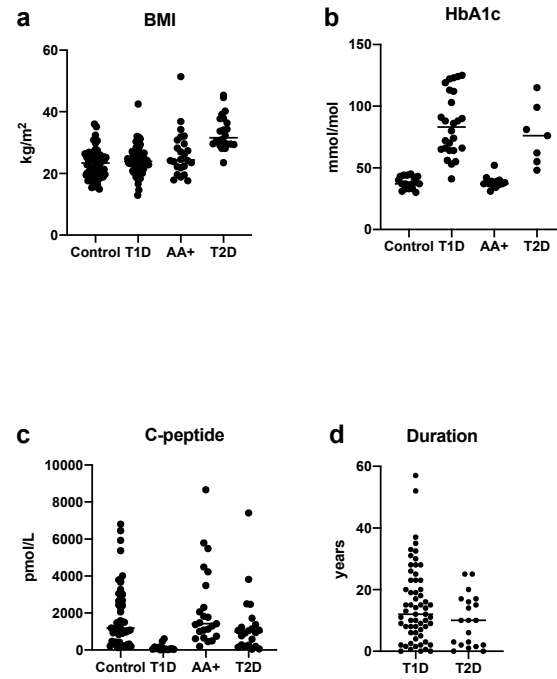 a
BMI
60
40
20
0
kg/m2
Control T1D AA+ T2D
b
HbA1c
150
100
50
0
mmol/mol
Control T1D AA+ T2D
c
C-peptide
10000
8000
6000
4000
2000
0
pmol/L
Control T1D AA+ T2D
d
Duration
60
40
20
0
years
T1D T2D